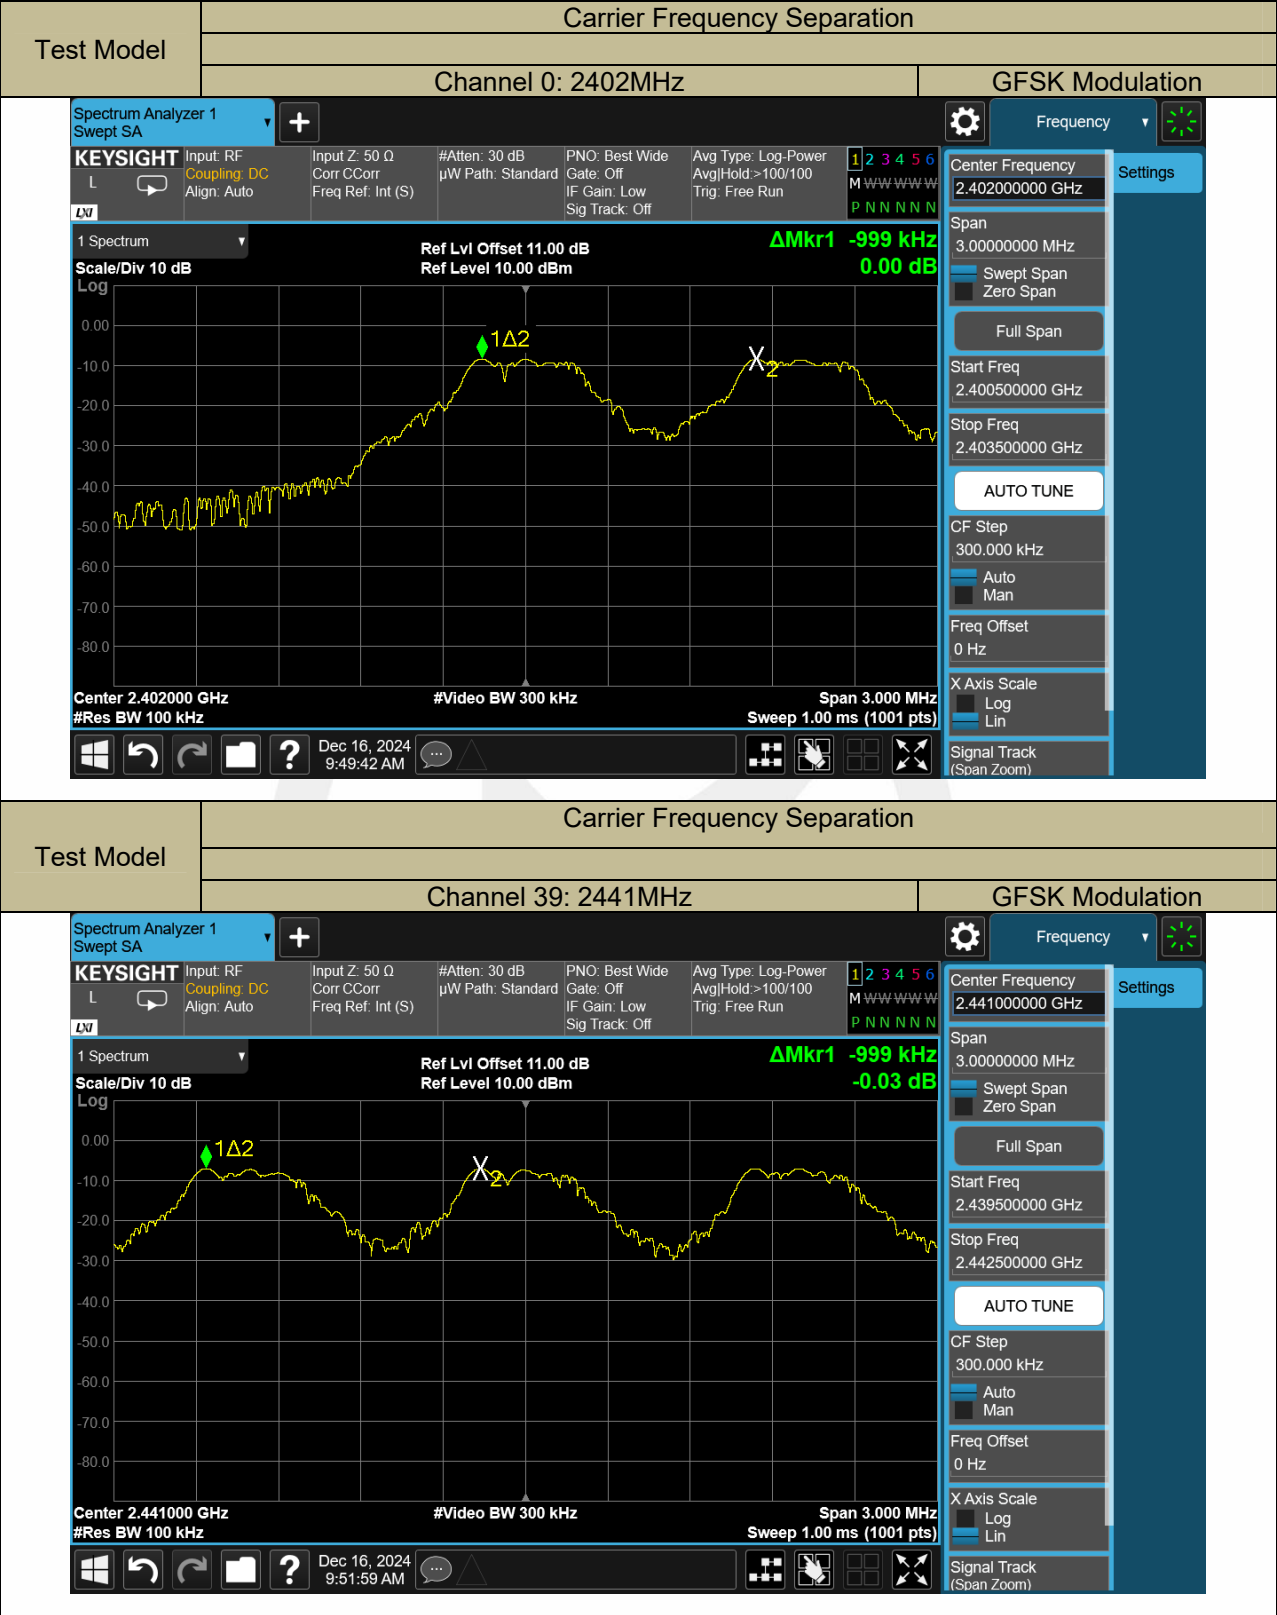 Test Model
Carrier Frequency Separation
Channel 0: 2402MHz
GFSK Modulation
Spectrum Analyzer 1
Swept SA
Frequency
KEYSIGHT
L
LXI
Input: RF
Coupling: DC
Align: Auto
Input Z: 50 Ω
Corr CCorr
Freq Ref: Int (S)
#Atten: 30 dB
µW Path: Standard
PNO: Best Wide
Gate: Off
IF Gain: Low
Sig Track: Off
Avg Type: Log-Power
Avg|Hold:>100/100
Trig: Free Run
1 2 3 4 5 6
M W W W W W
P N N N N N
1 Spectrum
Scale/Div 10 dB
Log
Ref Lvl Offset 11.00 dB
Ref Level 10.00 dBm
ΔMkr1 -999 kHz
0.00 dB
1Δ2
X2
0.00
-10.0
-20.0
-30.0
-40.0
-50.0
-60.0
-70.0
-80.0
Center 2.402000 GHz
#Res BW 100 kHz
#Video BW 300 kHz
Span 3.000 MHz
Sweep 1.00 ms (1001 pts)
Dec 16, 2024
9:49:42 AM
Center Frequency
2.402000000 GHz
Settings
Span
3.00000000 MHz
Swept Span
Zero Span
Full Span
Start Freq
2.400500000 GHz
Stop Freq
2.403500000 GHz
AUTO TUNE
CF Step
300.000 kHz
Auto
Man
Freq Offset
0 Hz
X Axis Scale
Log
Lin
Signal Track
(Span Zoom)
Test Model
Carrier Frequency Separation
Channel 39: 2441MHz
GFSK Modulation
Spectrum Analyzer 1
Swept SA
Frequency
KEYSIGHT
L
LXI
Input: RF
Coupling: DC
Align: Auto
Input Z: 50 Ω
Corr CCorr
Freq Ref: Int (S)
#Atten: 30 dB
µW Path: Standard
PNO: Best Wide
Gate: Off
IF Gain: Low
Sig Track: Off
Avg Type: Log-Power
Avg|Hold:>100/100
Trig: Free Run
1 2 3 4 5 6
M W W W W W
P N N N N N
1 Spectrum
Scale/Div 10 dB
Log
Ref Lvl Offset 11.00 dB
Ref Level 10.00 dBm
ΔMkr1 -999 kHz
-0.03 dB
1Δ2
X2
0.00
-10.0
-20.0
-30.0
-40.0
-50.0
-60.0
-70.0
-80.0
Center 2.441000 GHz
#Res BW 100 kHz
#Video BW 300 kHz
Span 3.000 MHz
Sweep 1.00 ms (1001 pts)
Dec 16, 2024
9:51:59 AM
Center Frequency
2.441000000 GHz
Settings
Span
3.00000000 MHz
Swept Span
Zero Span
Full Span
Start Freq
2.439500000 GHz
Stop Freq
2.442500000 GHz
AUTO TUNE
CF Step
300.000 kHz
Auto
Man
Freq Offset
0 Hz
X Axis Scale
Log
Lin
Signal Track
(Span Zoom)